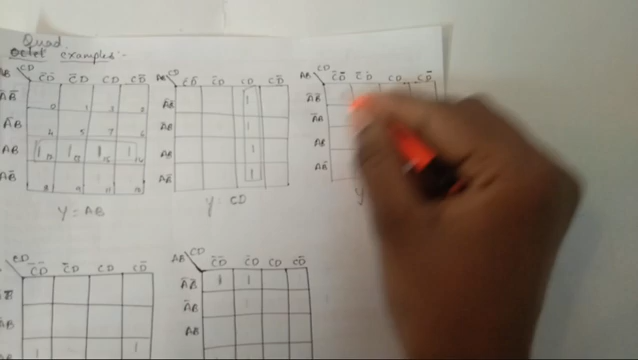 Quad
Octet examples:-
CD
AB C̄D̄ C̄D CD CD̄
ĀB̄ 0 1 3 2
ĀB 4 5 7 6
AB 1 12 1 13 1 15 1 14
AB̄ 8 9 11 10
Y = AB
CD
AB C̄D̄ C̄D CD CD̄
ĀB̄ 1
ĀB 1
AB 1
AB̄ 1
Y = CD
CD
AB C̄D̄ C̄D CD CD̄
ĀB̄
ĀB
AB
AB̄
Y
CD
C̄D̄ C̄D CD CD̄
ĀB̄
AB 1
CD
AB C̄D̄ C̄D CD CD̄
ĀB̄ 1 1
ĀB
AB